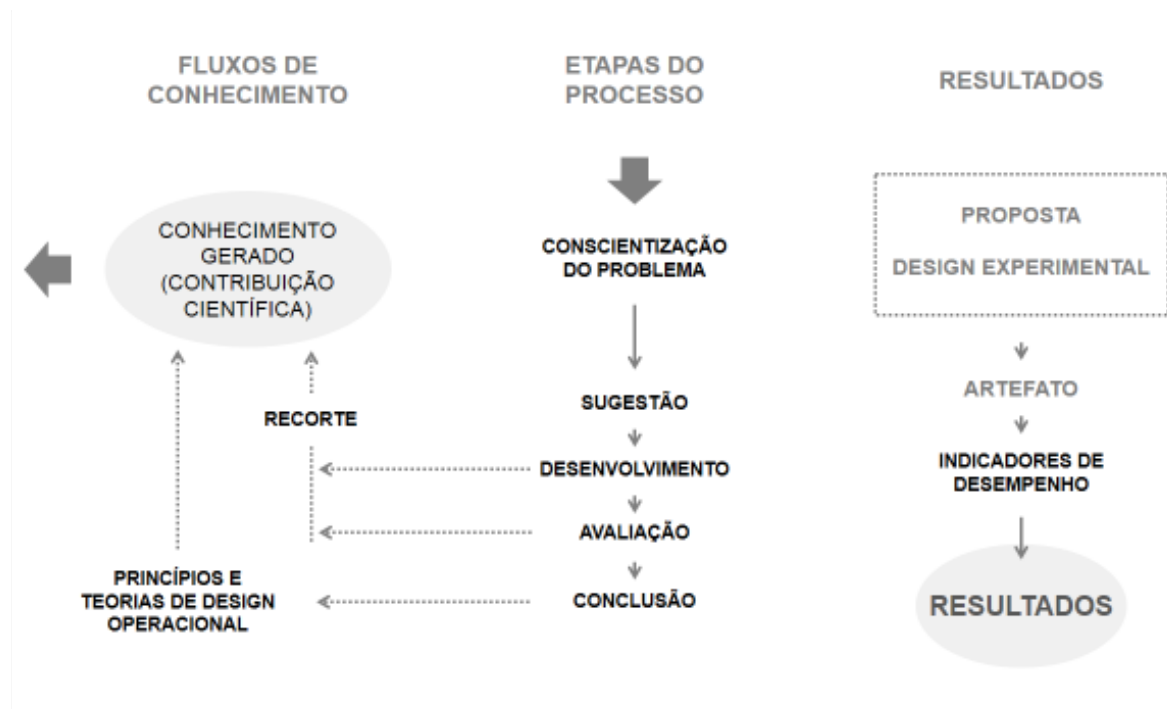 FLUXOS DE
CONHECIMENTO
ETAPAS DO
PROCESSO
RESULTADOS
CONHECIMENTO
GERADO
(CONTRIBUIÇÃO
CIENTÍFICA)
RECORTE
PRINCÍPIOS E
TEORIAS DE DESIGN
OPERACIONAL
CONSCIENTIZAÇÃO
DO PROBLEMA
SUGESTÃO
DESENVOLVIMENTO
AVALIAÇÃO
CONCLUSÃO
PROPOSTA
DESIGN EXPERIMENTAL
ARTEFATO
INDICADORES DE
DESEMPENHO
RESULTADOS